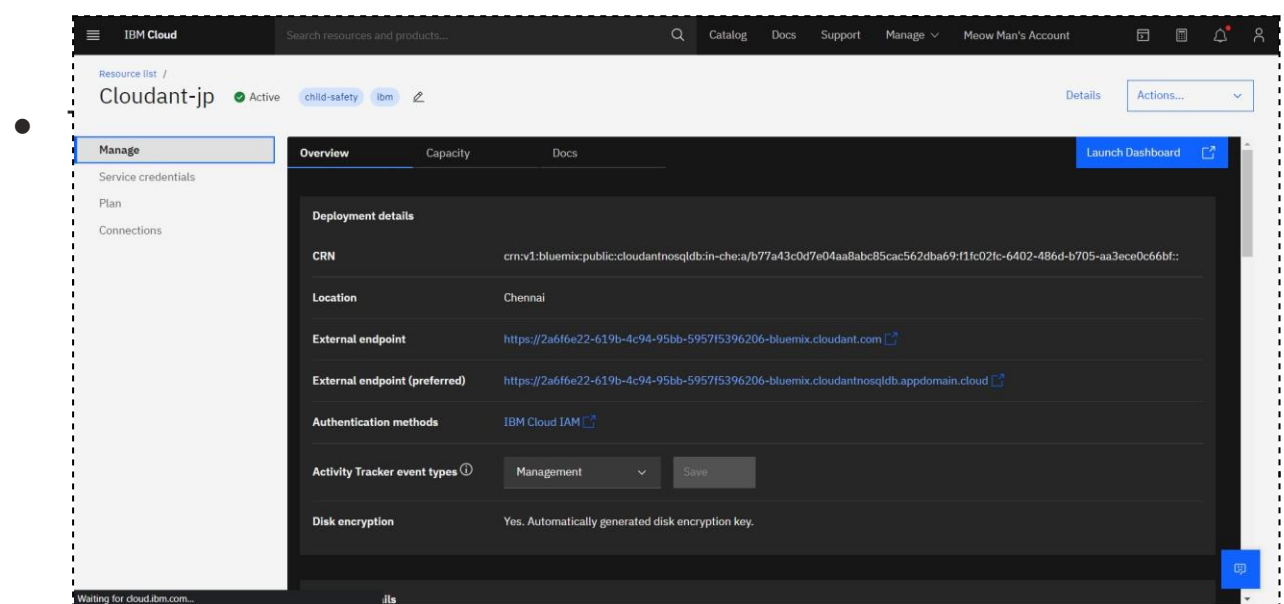 IBM Cloud
Search resources and products...
Catalog Docs Support Manage Meow Man's Account
Resource list /
Cloudant-jp Active child-safety ibm
Details Actions...
Manage
Service credentials
Plan
Connections
Overview Capacity Docs
Launch Dashboard
Deployment details
CRN crn:v1:bluemix:public:cloudantnosqldb:in-che:a/b77a43c0d7e04aa8abc85cac562dba69:f1fc02fc-6402-486d-b705-aa3ece0c66bf::
Location Chennai
External endpoint https://2a6f6e22-619b-4c94-95bb-5957f5396206-bluemix.cloudant.com
External endpoint (preferred) https://2a6f6e22-619b-4c94-95bb-5957f5396206-bluemix.cloudantnosqldb.appdomain.cloud
Authentication methods IBM Cloud IAM
Activity Tracker event types Management Save
Disk encryption Yes. Automatically generated disk encryption key.
Waiting for cloud.ibm.com...